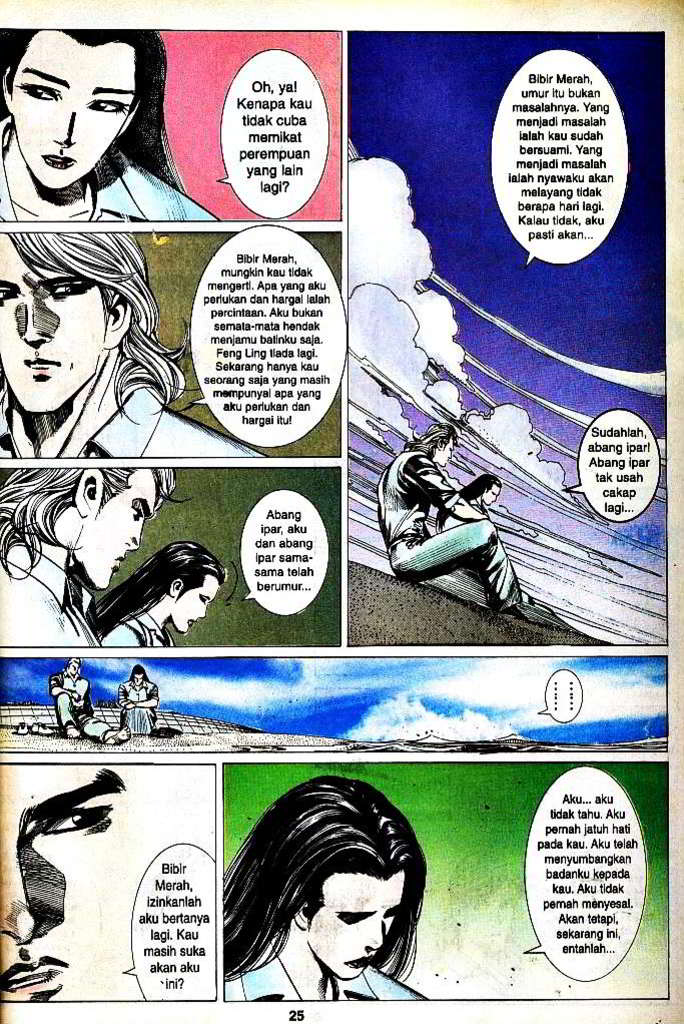 Oh, ya!
Kenapa kau
tidak cuba
memikat
perempuan
yang lain
lagi?
Bibir Merah,
mungkin kau tidak
mengerti. Apa yang aku
perlukan dan hargai ialah
percintaan. Aku bukan
semata-mata hendak
menjamu batinku saja.
Feng Ling tiada lagi.
Sekarang hanya kau
seorang saja yang masih
mempunyai apa yang
aku perlukan dan
hargai itu!
Abang
ipar, aku
dan abang
ipar sama-
sama telah
berumur...
Bibir Merah,
umur itu bukan
masalahnya. Yang
menjadi masalah
ialah kau sudah
bersuami. Yang
menjadi masalah
ialah nyawaku akan
melayang tidak
berapa hari lagi.
Kalau tidak, aku
pasti akan...
Sudahlah,
abang ipar!
Abang ipar
tak usah
cakap
lagi...
Bibir
Merah,
izinkanlah
aku bertanya
lagi. Kau
masih suka
akan aku
ini?
Aku... aku
tidak tahu. Aku
pernah jatuh hati
pada kau. Aku telah
menyumbangkan
badanku kepada
kau. Aku tidak
pernah menyesal.
Akan tetapi,
sekarang ini,
entahlah...
25